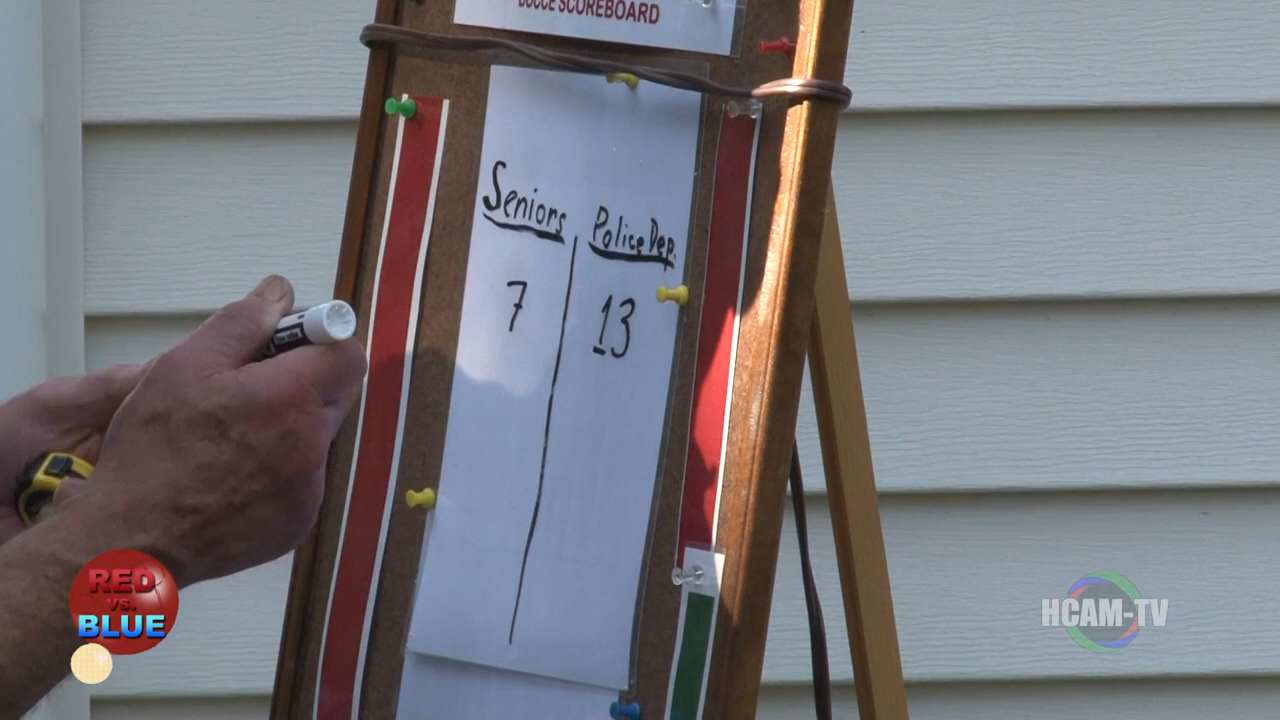 BOCCE SCOREBOARD
Seniors Police Dep.
7 13
RED
vs.
BLUE
HCAM-TV